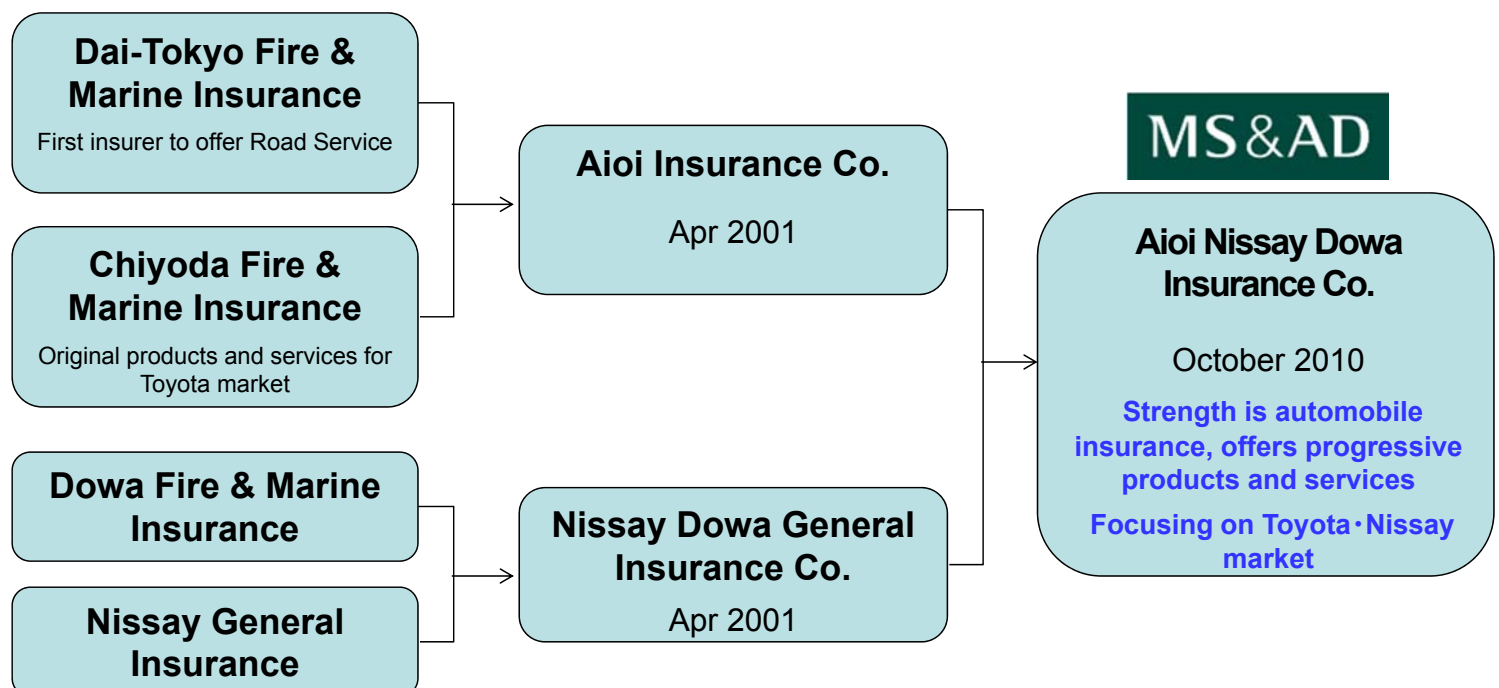 Dai-Tokyo Fire &
Marine Insurance
First insurer to offer Road Service
Chiyoda Fire &
Marine Insurance
Original products and services for
Toyota market
Dowa Fire & Marine
Insurance
Nissay General
Insurance
Aioi Insurance Co.
Apr 2001
Nissay Dowa General
Insurance Co.
Apr 2001
MS&AD
Aioi Nissay Dowa
Insurance Co.
October 2010
Strength is automobile
insurance, offers progressive
products and services
Focusing on Toyota・Nissay
market